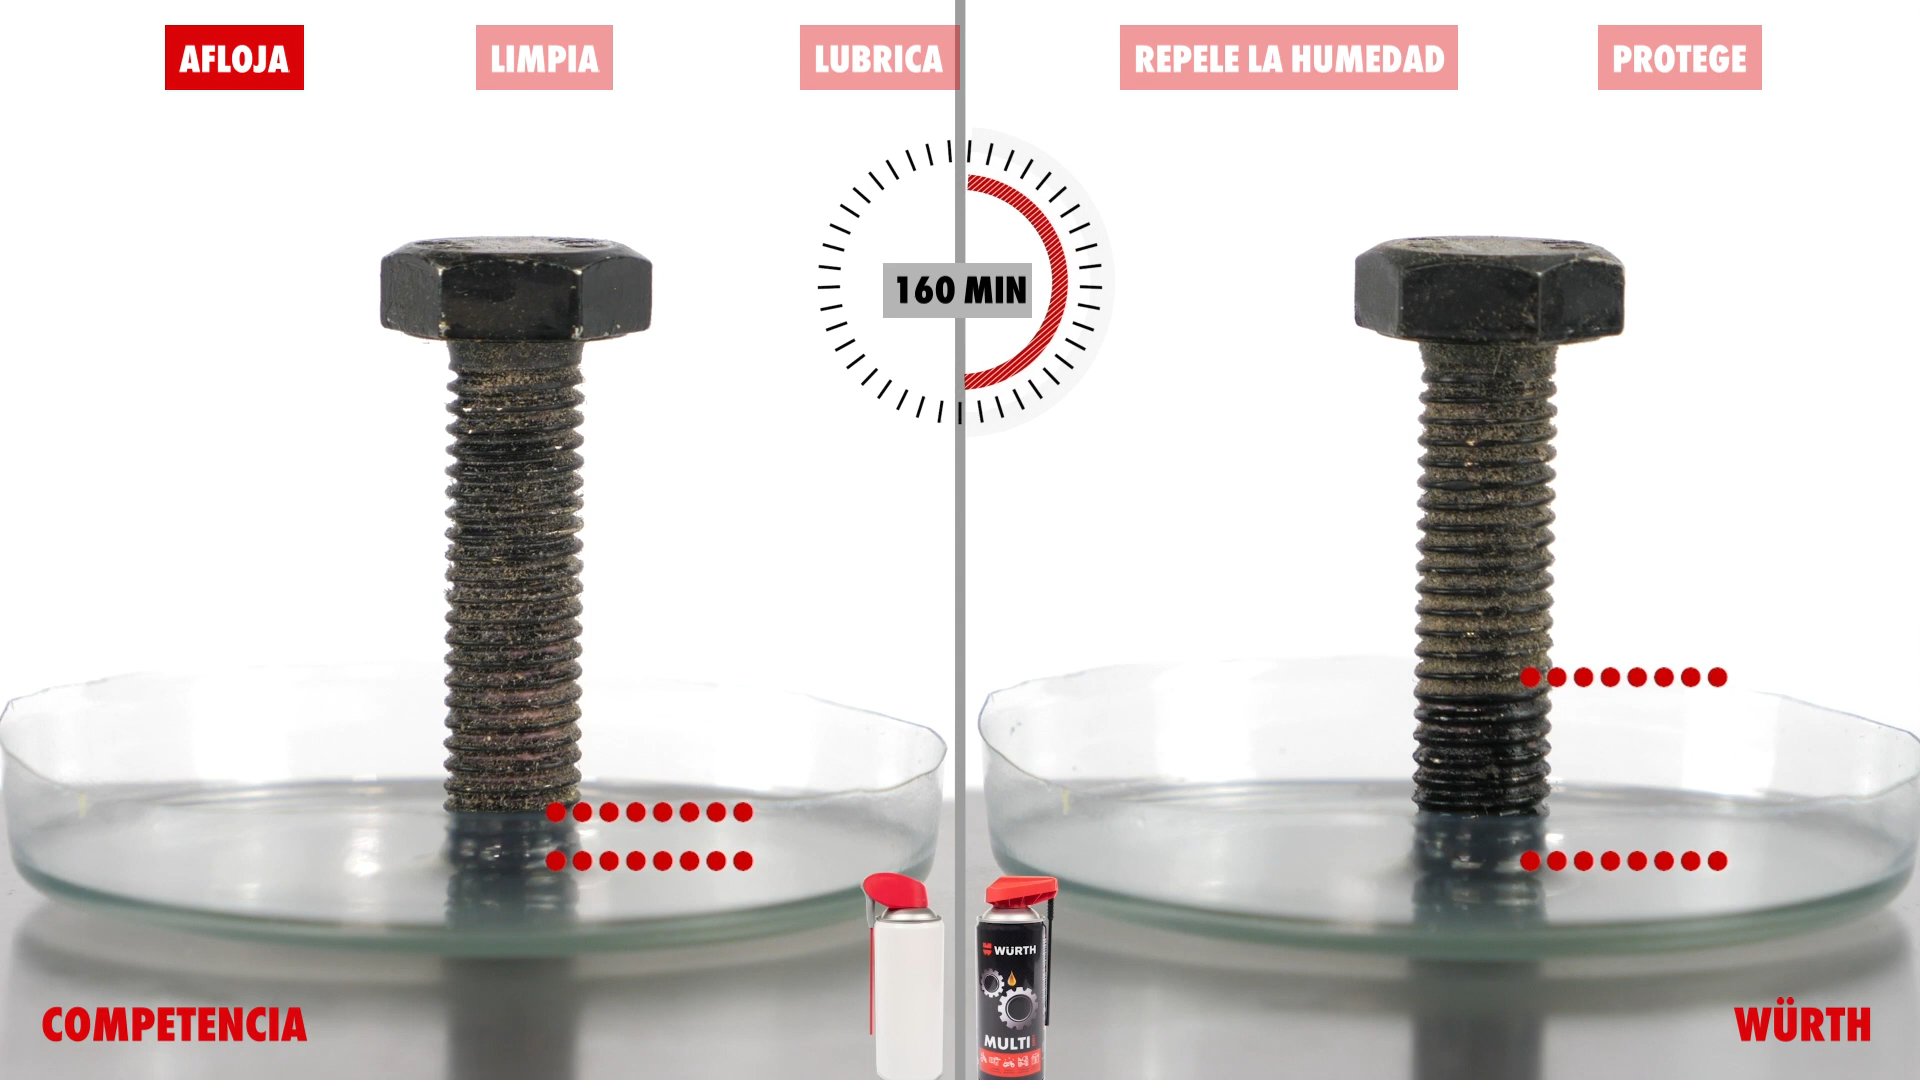 AFLOJA
LIMPIA
LUBRICA
REPELE LA HUMEDAD
PROTEGE
160 MIN
WÜRTH
MULTI
COMPETENCIA
WÜRTH